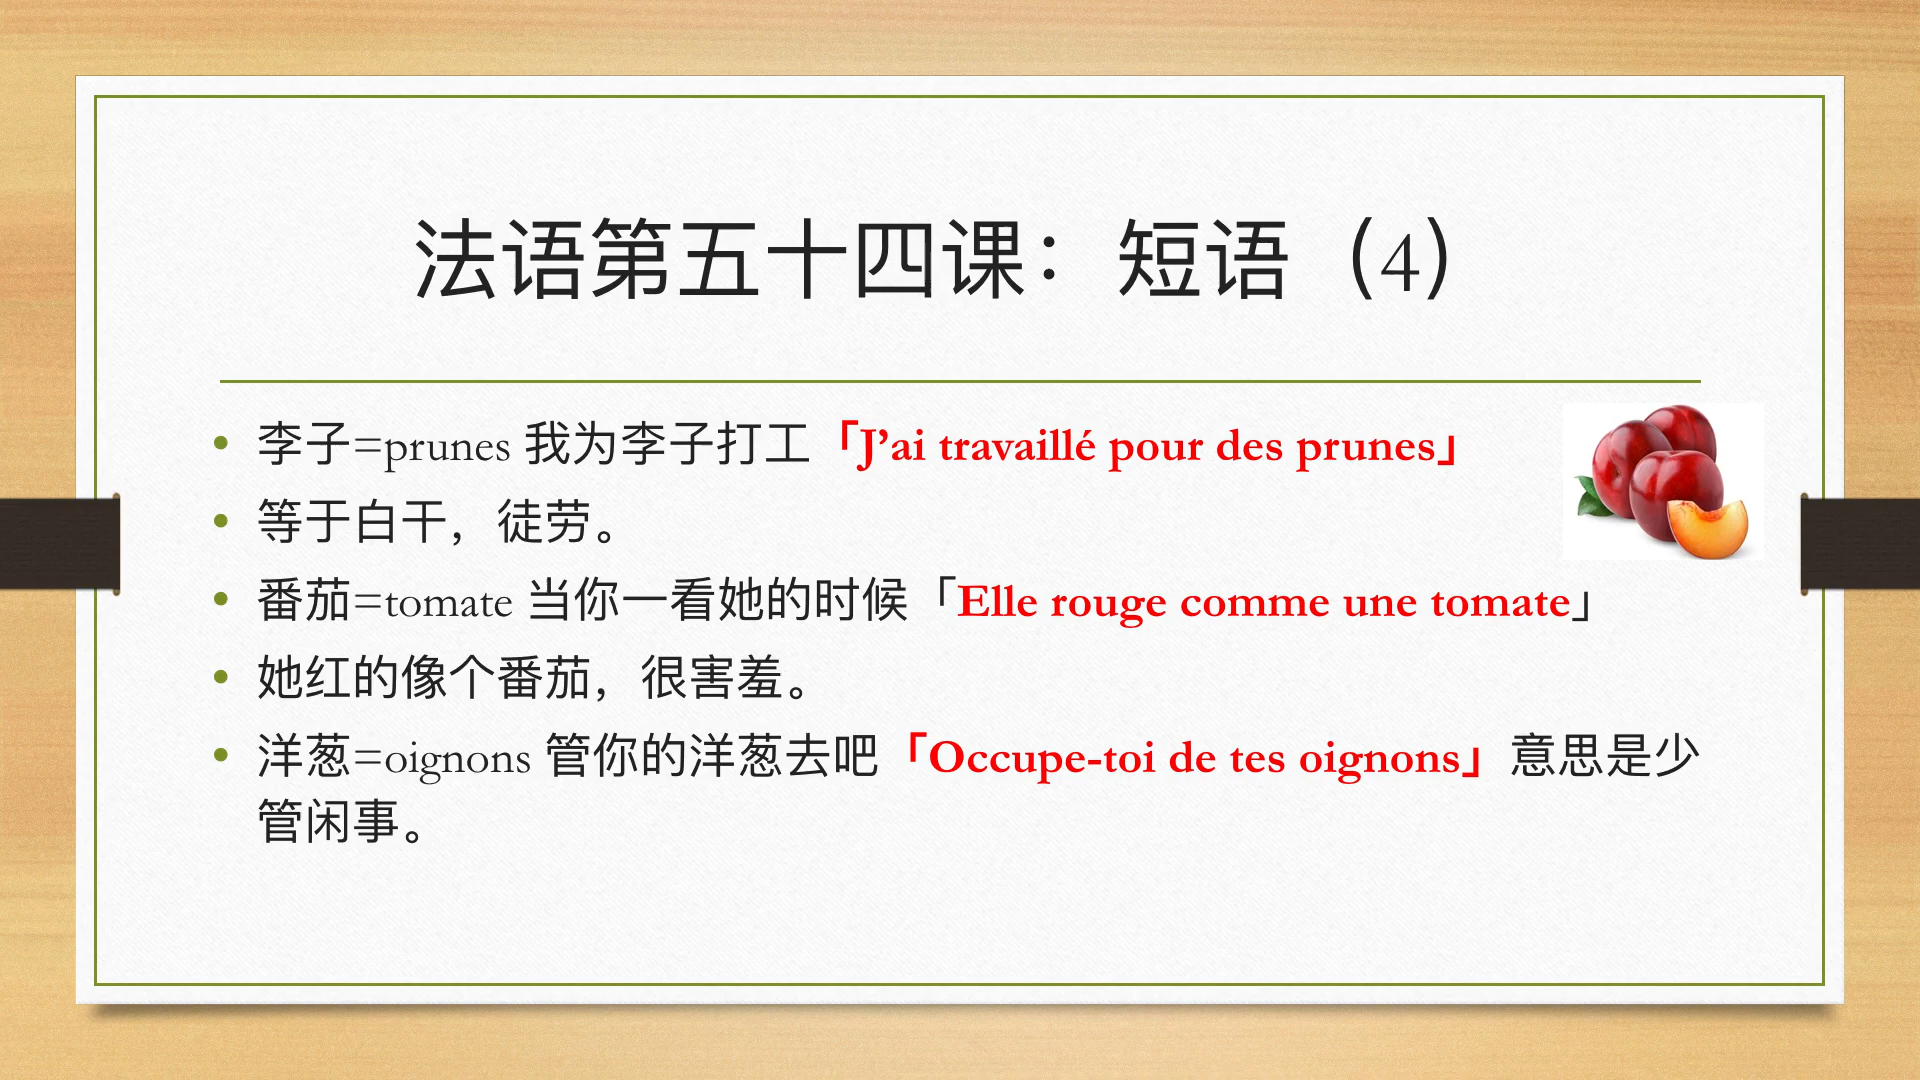 法语第五十四课：短语（4）
• 李子=prunes 我为李子打工「J’ai travaillé pour des prunes」
• 等于白干，徒劳。
• 番茄=tomate 当你一看她的时候「Elle rouge comme une tomate」
• 她红的像个番茄，很害羞。
• 洋葱=oignons 管你的洋葱去吧「Occupe-toi de tes oignons」意思是少
管闲事。